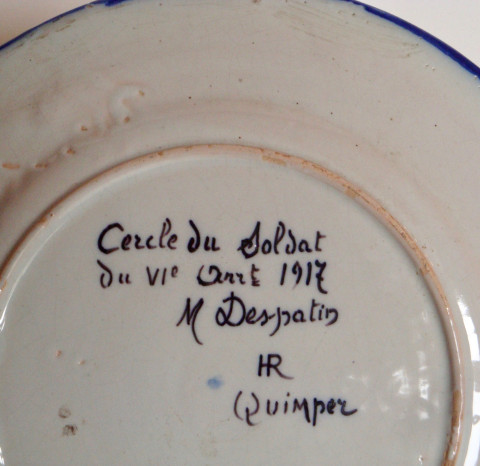 Cercle du Soldat
du VIe Arrt 1917
M Despatin
HR
Quimper